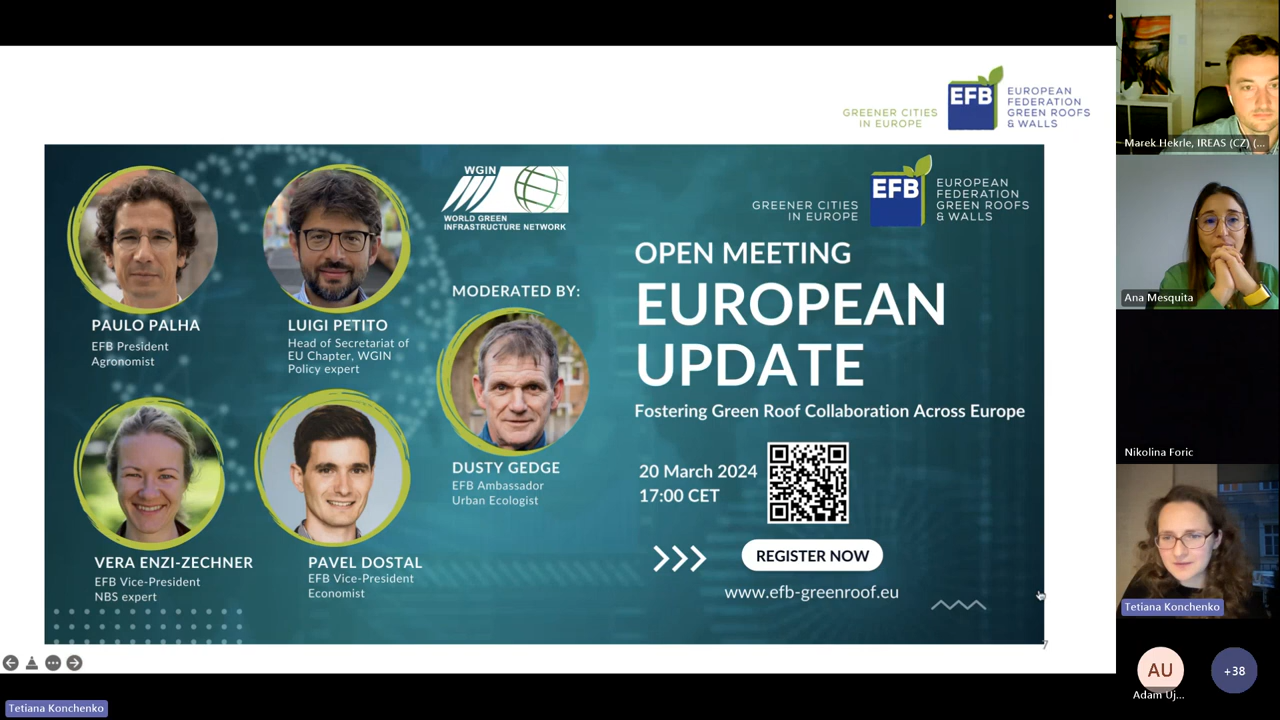 GREENER CITIES
IN EUROPE
EFB
EUROPEAN
FEDERATION
GREEN ROOFS
& WALLS
WGIN
WORLD GREEN
INFRASTRUCTURE NETWORK
GREENER CITIES
IN EUROPE
EFB
EUROPEAN
FEDERATION
GREEN ROOFS
& WALLS
PAULO PALHA
EFB President
Agronomist
LUIGI PETITO
Head of Secretariat of
EU Chapter, WGIN
Policy expert
MODERATED BY:
DUSTY GEDGE
EFB Ambassador
Urban Ecologist
VERA ENZI-ZECHNER
EFB Vice-President
NBS expert
PAVEL DOSTAL
EFB Vice-President
Economist
OPEN MEETING
EUROPEAN
UPDATE
Fostering Green Roof Collaboration Across Europe
20 March 2024
17:00 CET
REGISTER NOW
www.efb-greenroof.eu
7
Tetiana Konchenko
Marek Hekrle, IREAS (CZ) (...
Ana Mesquita
Nikolina Foric
Tetiana Konchenko
AU
Adam Uj...
+38